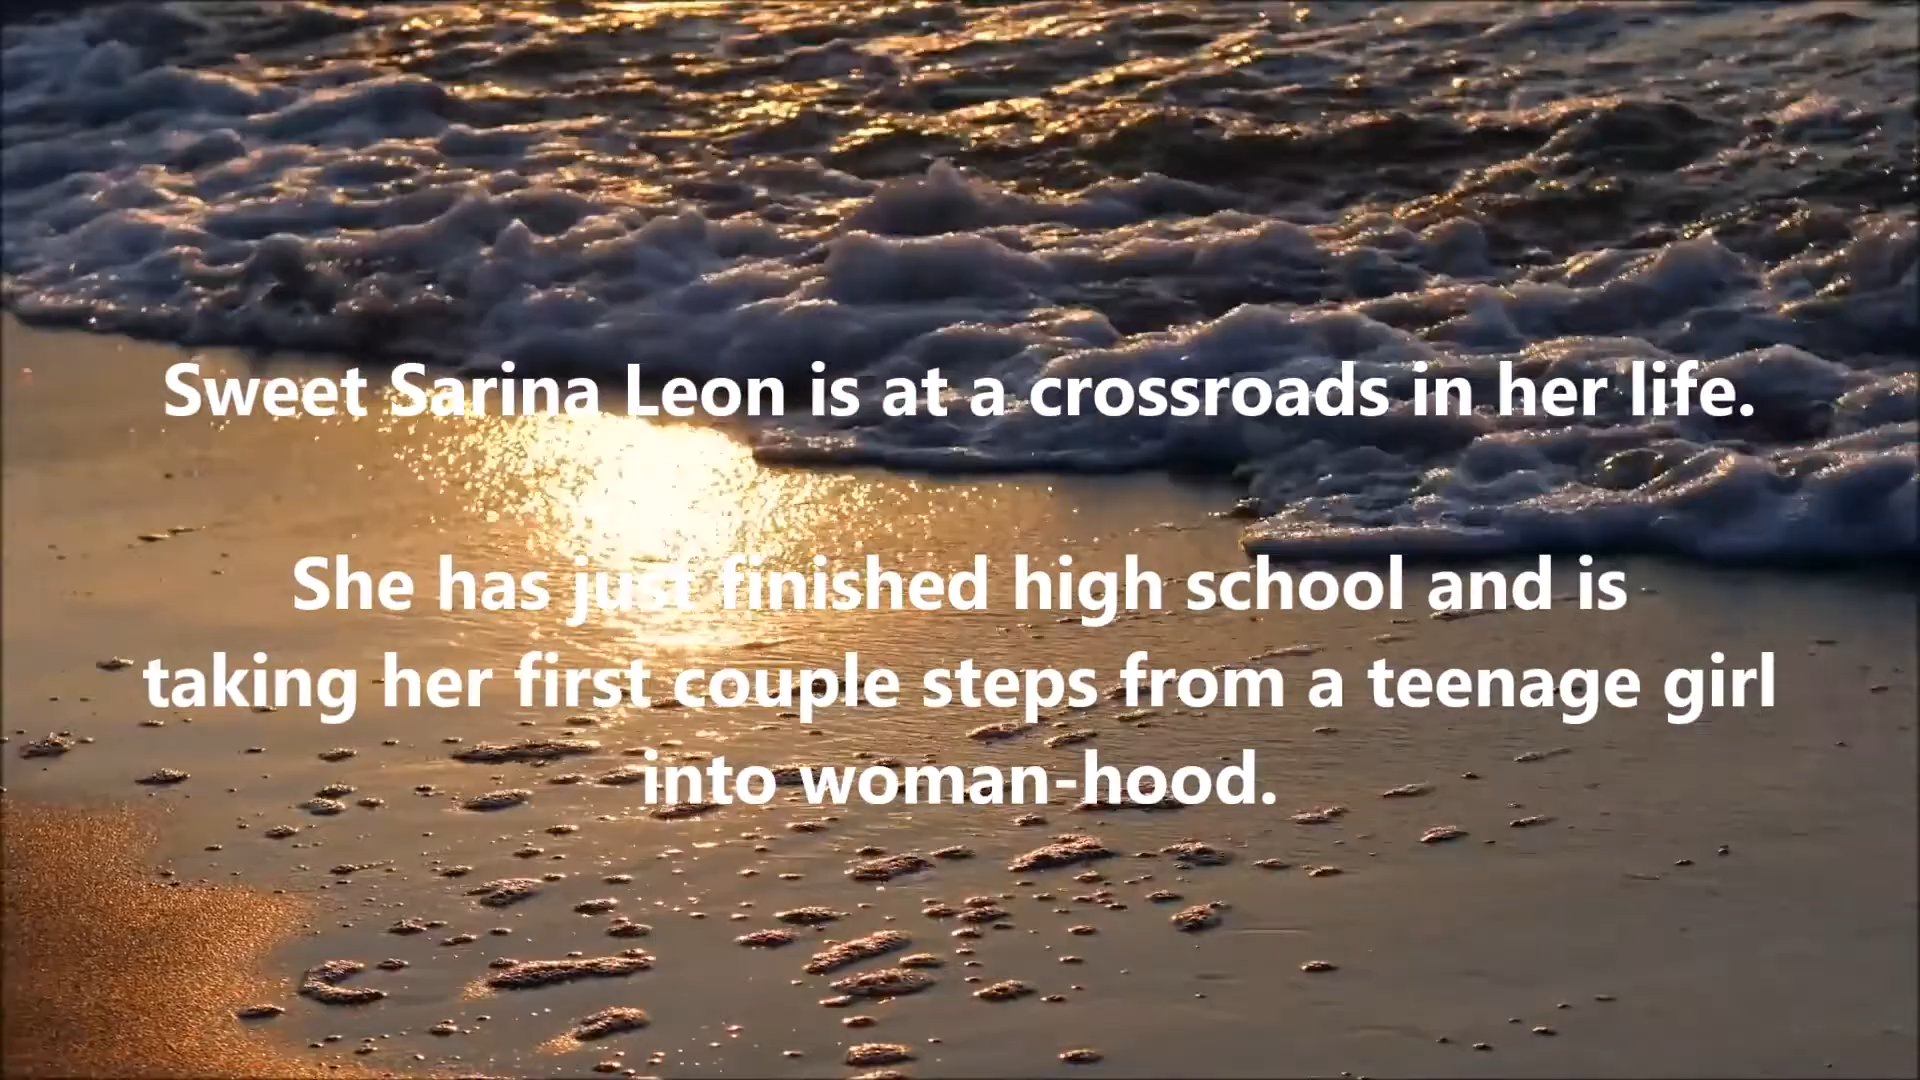 Sweet Sarina Leon is at a crossroads in her life.
She has just finished high school and is
taking her first couple steps from a teenage girl
into woman-hood.